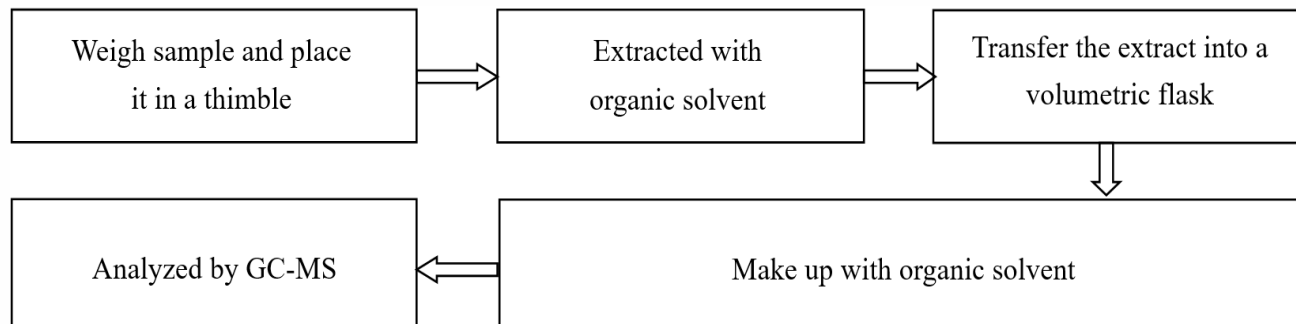 Weigh sample and place
it in a thimble
Extracted with
organic solvent
Transfer the extract into a
volumetric flask
Make up with organic solvent
Analyzed by GC-MS